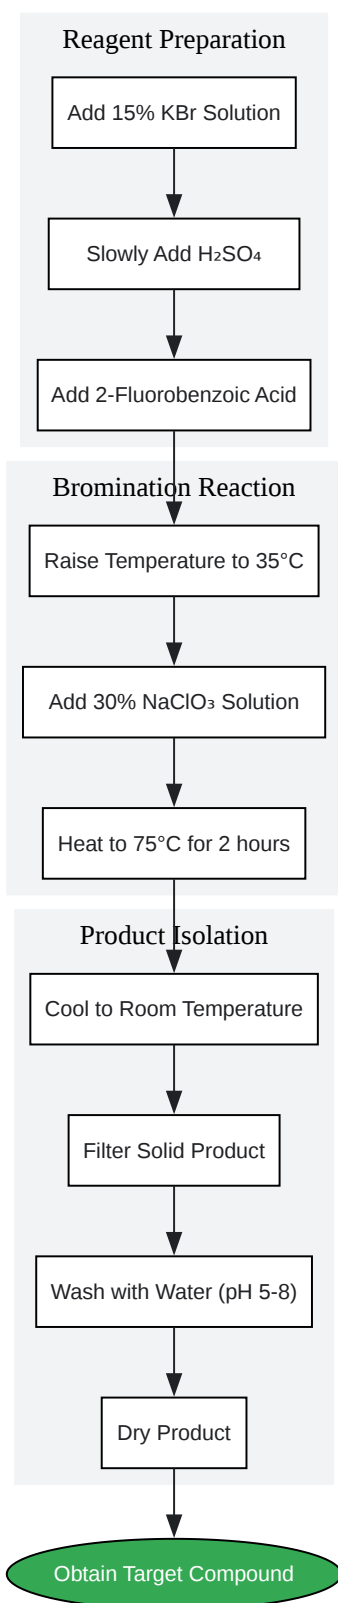 Reagent Preparation
Add 15% KBr Solution
Slowly Add H₂SO₄
Add 2-Fluorobenzoic Acid
Bromination Reaction
Raise Temperature to 35°C
Add 30% NaClO₃ Solution
Heat to 75°C for 2 hours
Product Isolation
Cool to Room Temperature
Filter Solid Product
Wash with Water (pH 5-8)
Dry Product
Obtain Target Compound